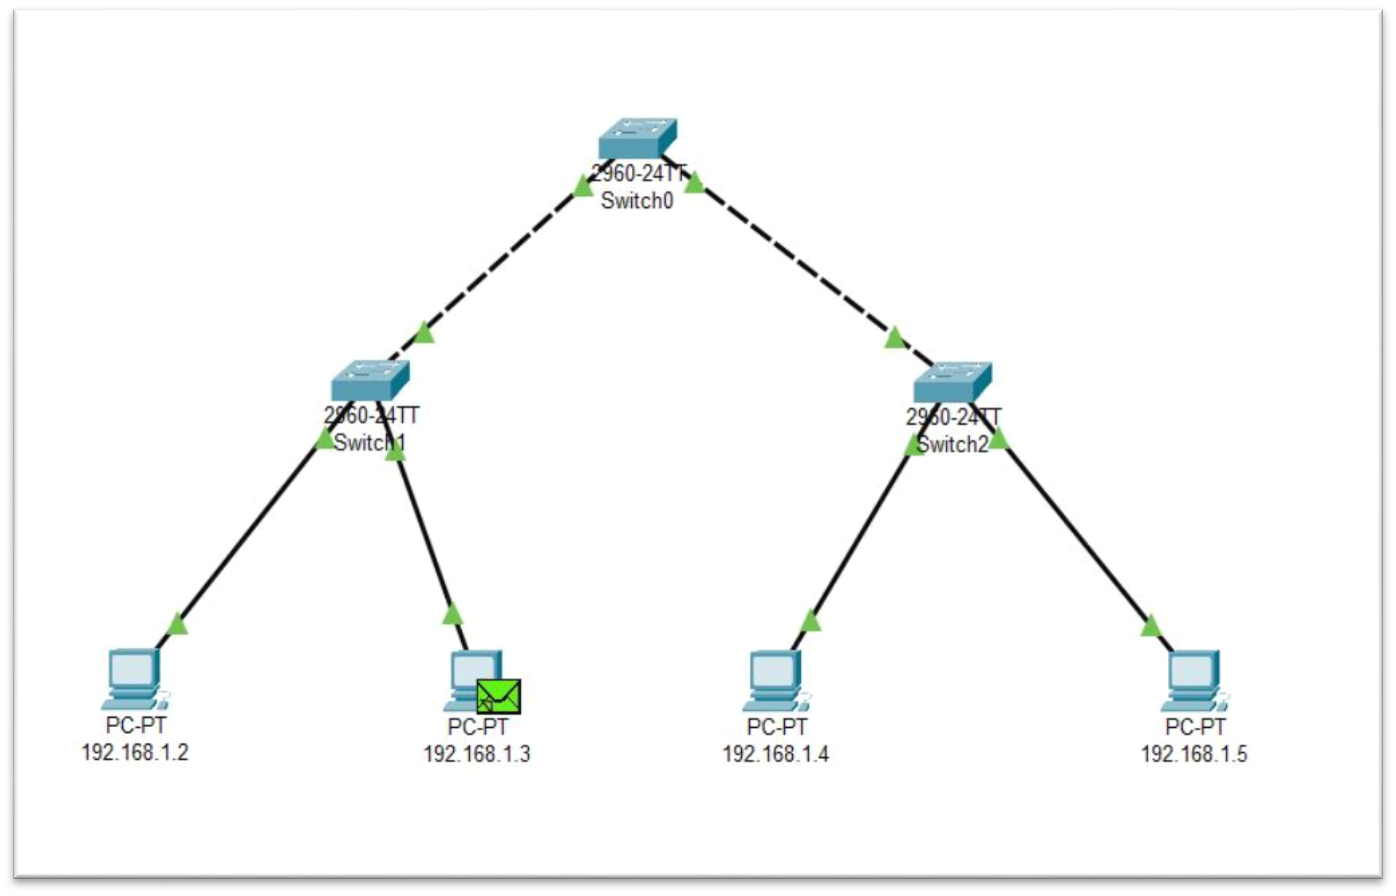 2960-24TT
Switch0
2960-24TT
Switch1
2960-24TT
Switch2
PC-PT
192.168.1.2
PC-PT
192.168.1.3
PC-PT
192.168.1.4
PC-PT
192.168.1.5